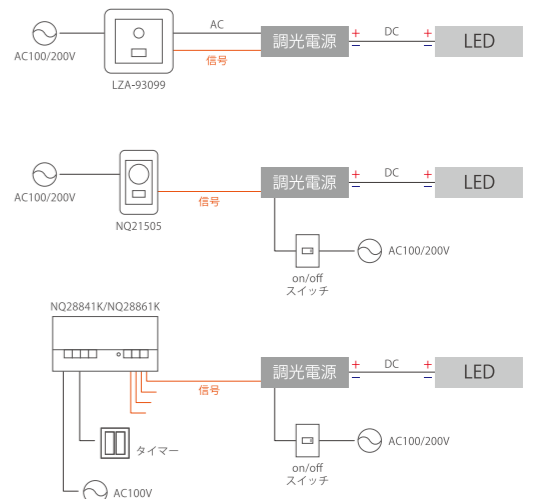 AC
調光電源
+
DC
+
LED
AC100/200V
信号
−
−
LZA-93099
調光電源
+
DC
+
LED
−
−
AC100/200V
信号
NQ21505
AC100/200V
on/off
スイッチ
NQ28841K/NQ28861K
調光電源
+
DC
+
LED
−
−
信号
タイマー
AC100/200V
on/off
スイッチ
AC100V